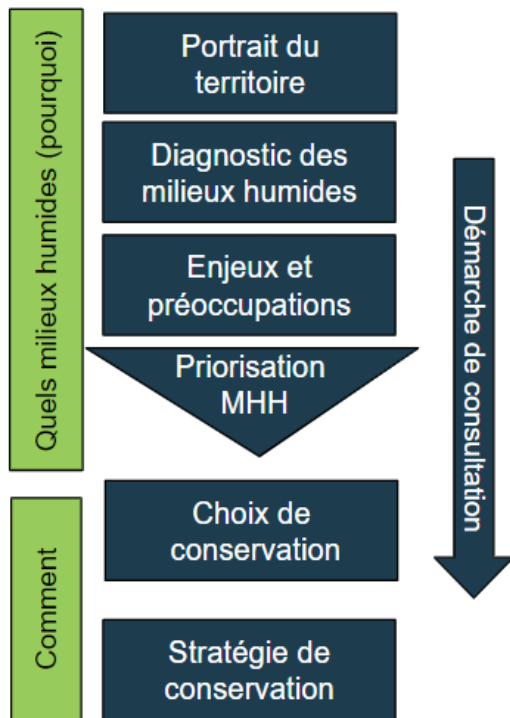 Quels milieux humides (pourquoi)
Portrait du
territoire
Diagnostic des
milieux humides
Enjeux et
préoccupations
Priorisation
MHH
Démarche de consultation
Comment
Choix de
conservation
Stratégie de
conservation